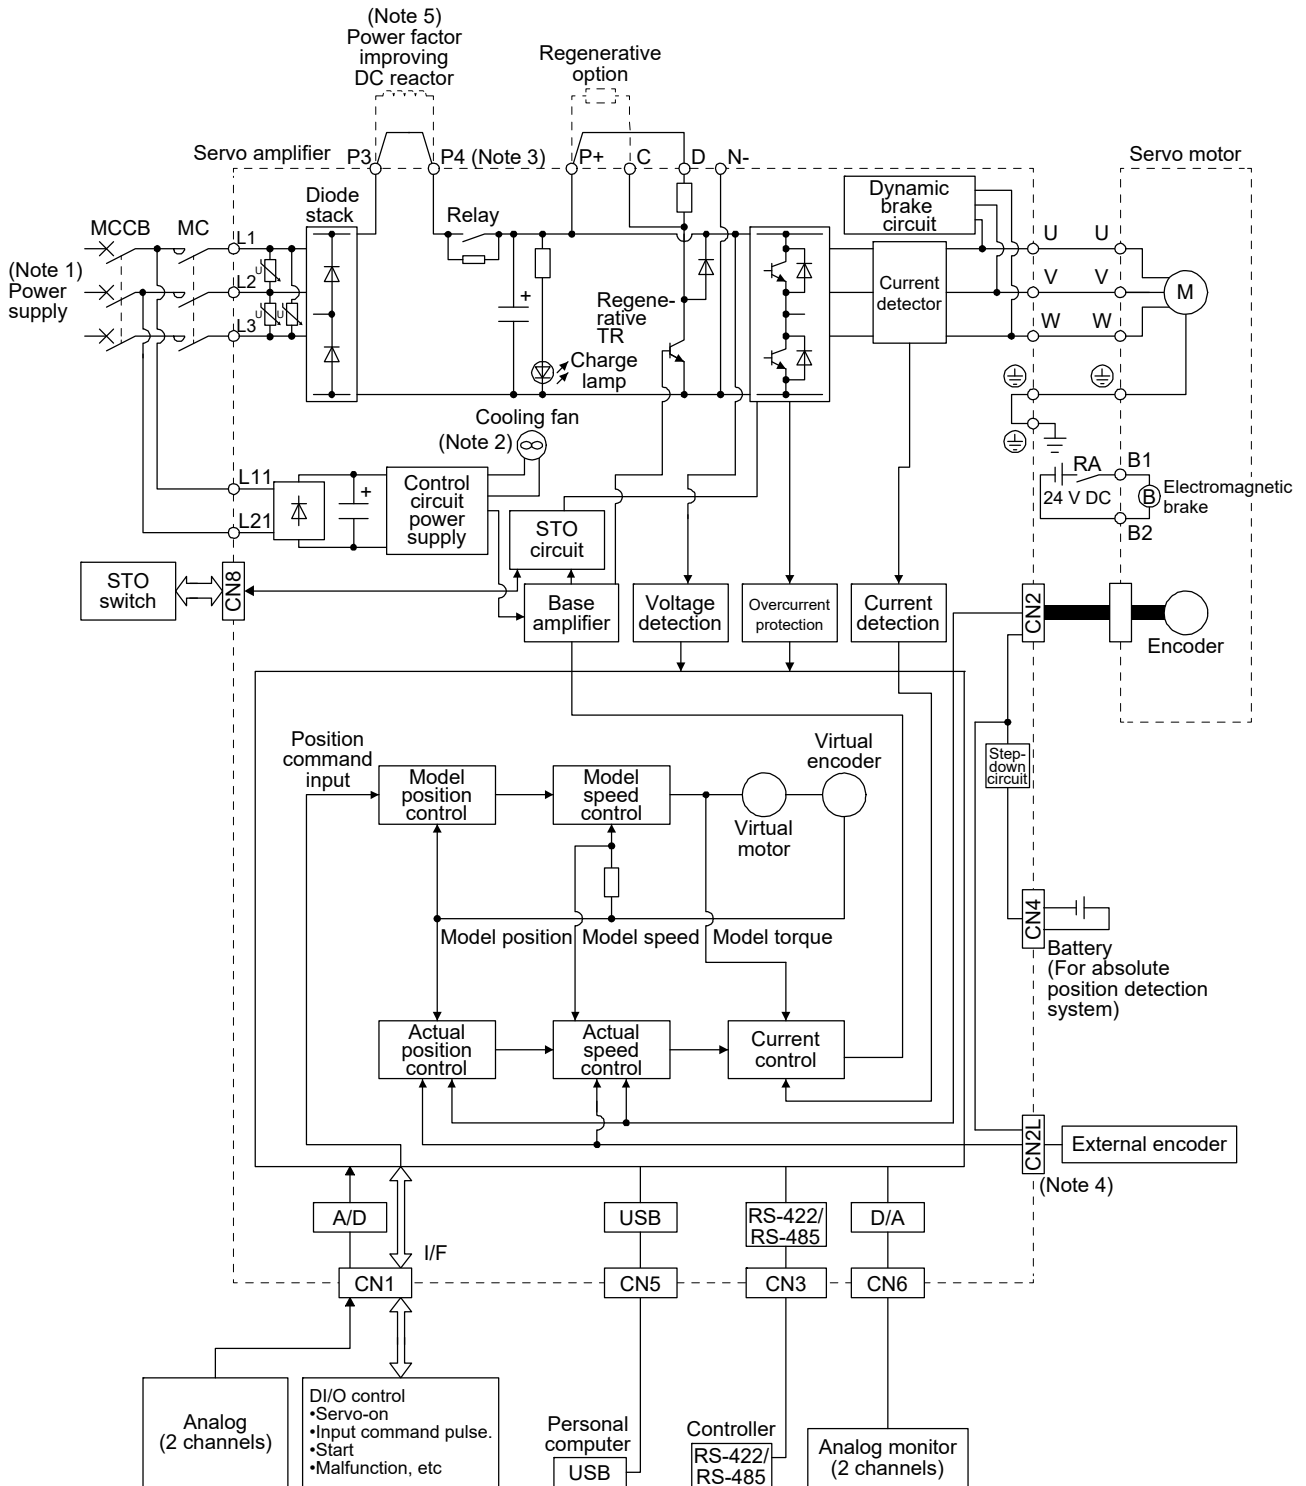 (Note 5)
Power factor
improving
DC reactor
Regenerative
option
Servo amplifier
P3
P4 (Note 3)
P+
C
D
N-
Servo motor
Diode
stack
Relay
Dynamic
brake
circuit
MCCB
MC
L1
L2
L3
U
U
U
(Note 1)
Power
supply
+
Regene-
rative
TR
Charge
lamp
Current
detector
U
U
V
V
W
W
M
Cooling fan
(Note 2)
L11
L21
+
Control
circuit
power
supply
STO
circuit
RA
24 V DC
B1
B
B2
Electromagnetic
brake
STO
switch
CN8
Base
amplifier
Voltage
detection
Overcurrent
protection
Current
detection
CN2
Encoder
Position
command
input
Model
position
control
Model
speed
control
Virtual
encoder
Virtual
motor
Step-
down
circuit
Model position
Model speed
Model torque
CN4
Battery
(For absolute
position detection
system)
Actual
position
control
Actual
speed
control
Current
control
CN2L
External encoder
(Note 4)
A/D
I/F
USB
RS-422/
RS-485
D/A
CN1
CN5
CN3
CN6
Analog
(2 channels)
DI/O control
•Servo-on
•Input command pulse.
•Start
•Malfunction, etc
Personal
computer
USB
Controller
RS-422/
RS-485
Analog monitor
(2 channels)